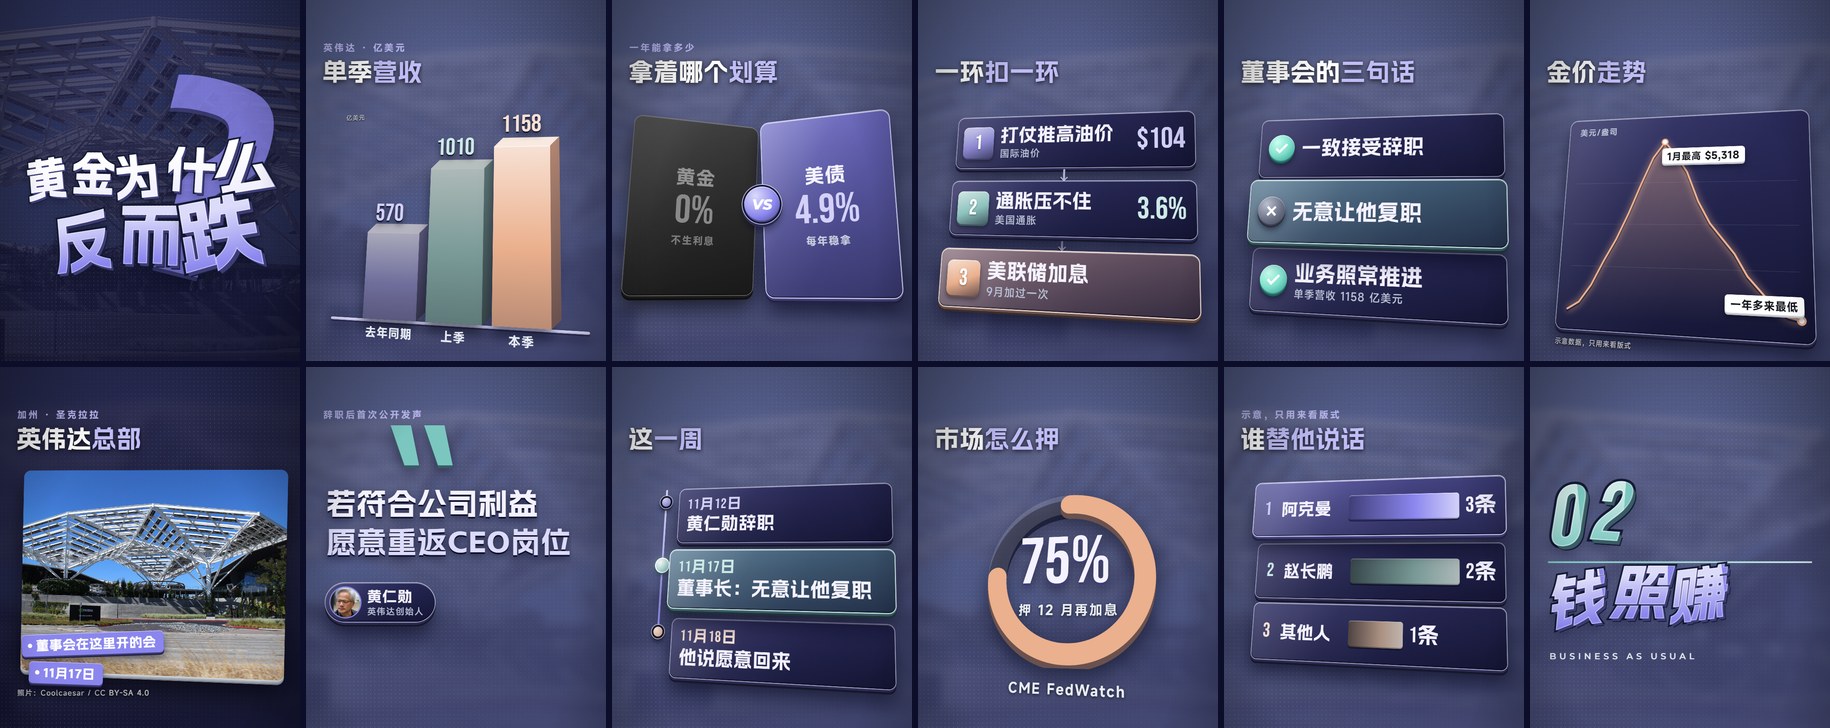 黄金为什么
反而跌
英伟达 · 亿美元
单季营收
亿美元
570
1010
1158
去年同期
上季
本季
一年能拿多少
拿着哪个划算
黄金
0%
不生利息
VS
美债
4.9%
每年稳拿
一环扣一环
1
打仗推高油价
国际油价
$104
2
通胀压不住
美国通胀
3.6%
3
美联储加息
9月加过一次
董事会的三句话
一致接受辞职
无意让他复职
业务照常推进
单季营收 1158 亿美元
金价走势
美元/盎司
1月最高 $5,318
一年多来最低
示意数据，只用来看版式
加州 · 圣克拉拉
英伟达总部
• 董事会在这里开的会
• 11月17日
照片：Coolcaesar / CC BY-SA 4.0
辞职后首次公开发声
若符合公司利益
愿意重返CEO岗位
黄仁勋
英伟达创始人
这一周
11月12日
黄仁勋辞职
11月17日
董事长：无意让他复职
11月18日
他说愿意回来
市场怎么押
75%
押 12 月再加息
CME FedWatch
示意，只用来看版式
谁替他说话
1 阿克曼 3条
2 赵长鹏 2条
3 其他人 1条
02
钱照赚
BUSINESS AS USUAL